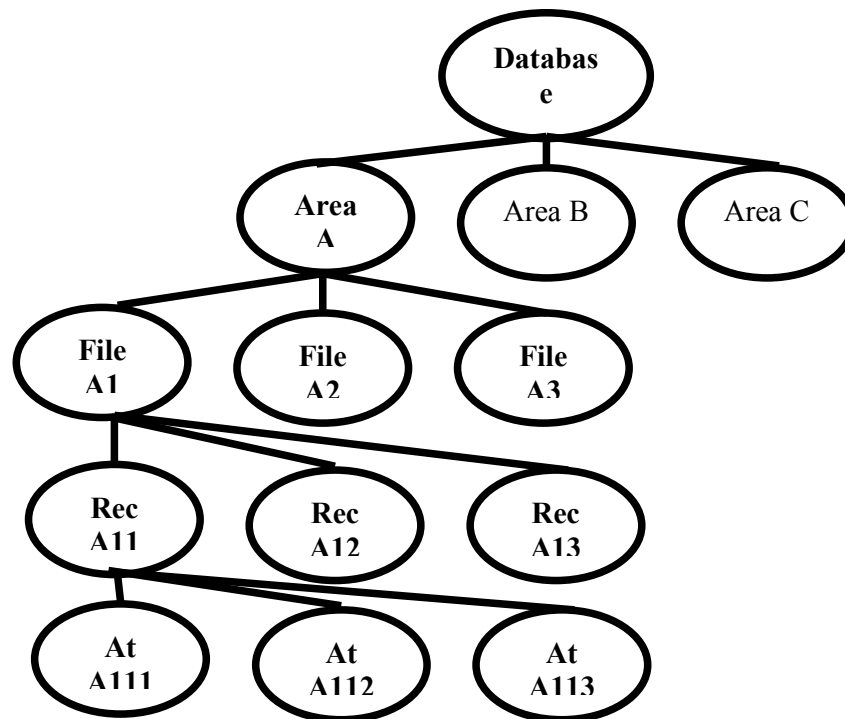 Databas
e
Area
A
Area B
Area C
File
A1
File
A2
File
A3
Rec
A11
Rec
A12
Rec
A13
At
A111
At
A112
At
A113